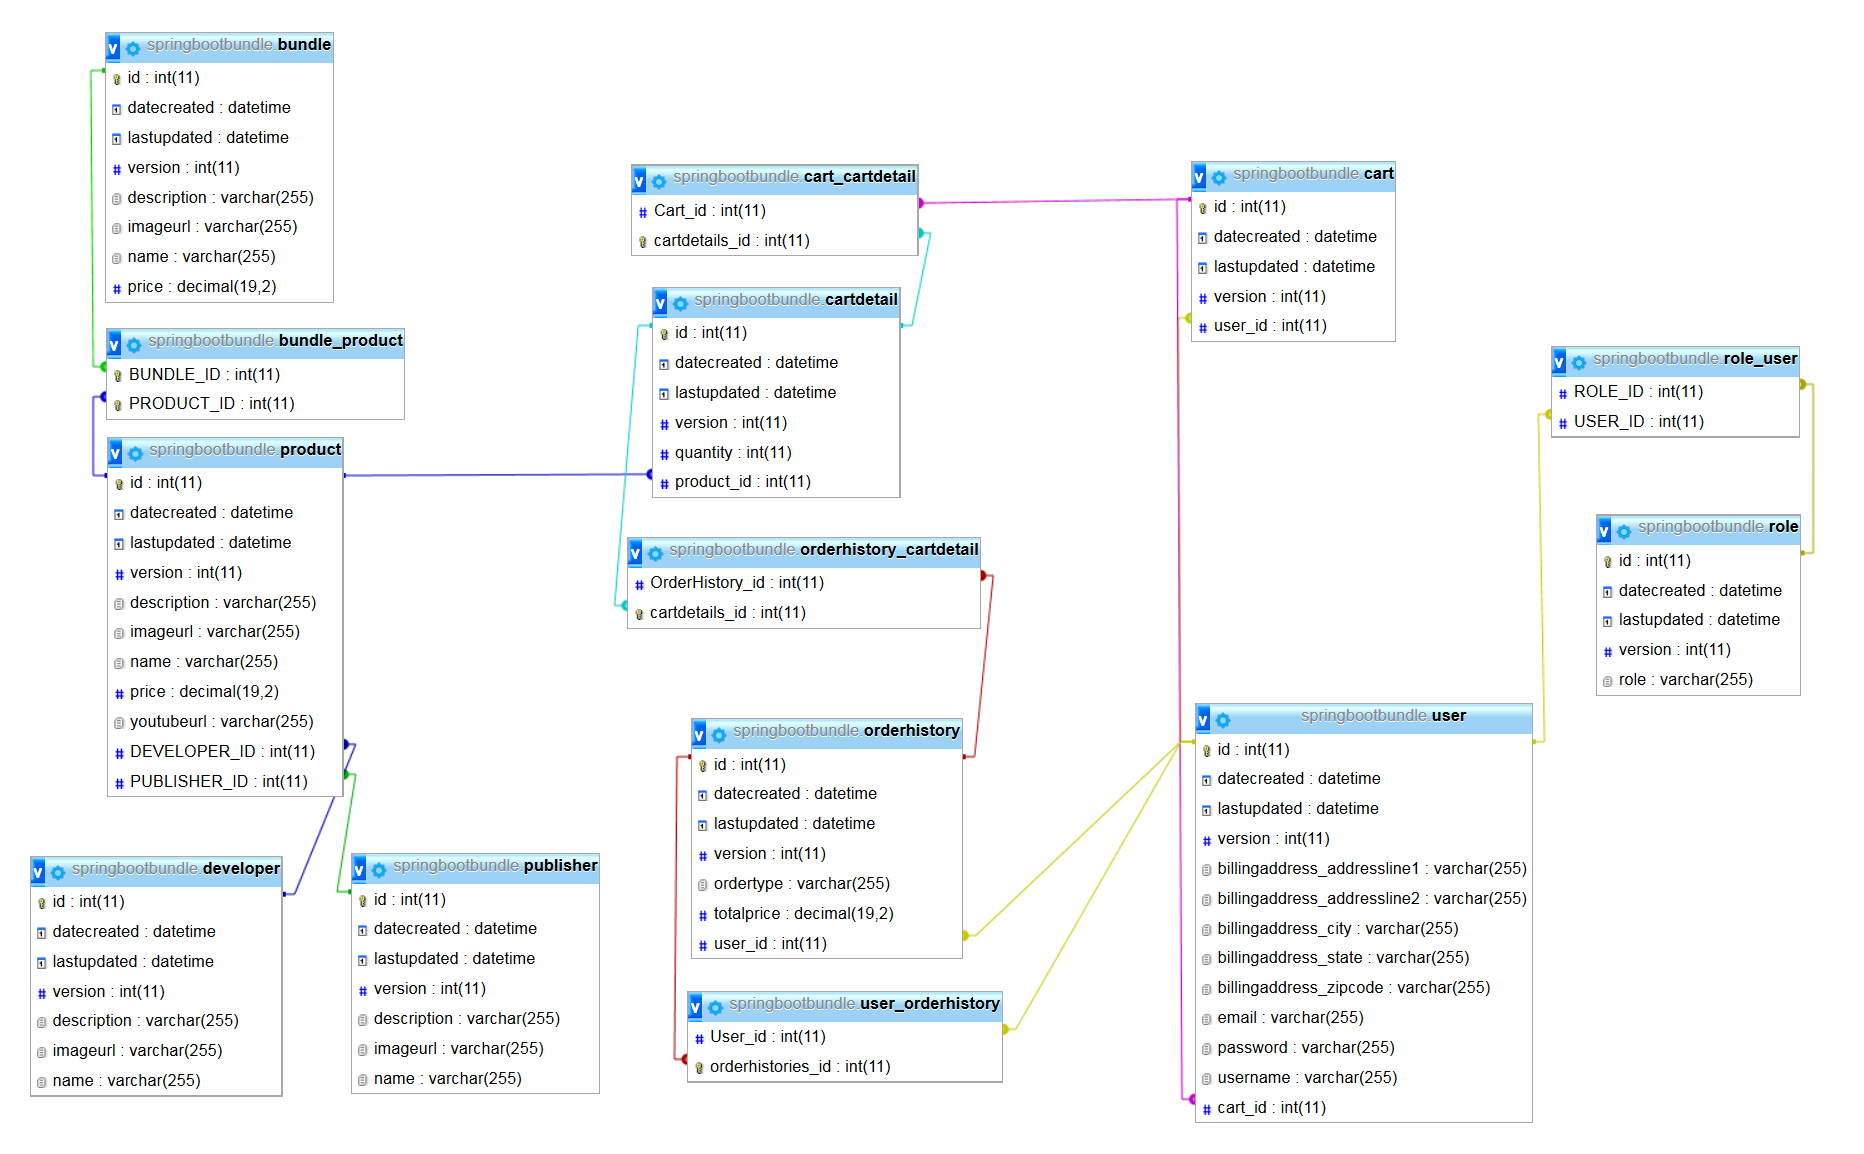 springbootbundle bundle
id : int(11)
datecreated : datetime
lastupdated : datetime
version : int(11)
description : varchar(255)
imageurl : varchar(255)
name : varchar(255)
price : decimal(19,2)
springbootbundle bundle_product
BUNDLE_ID : int(11)
PRODUCT_ID : int(11)
springbootbundle product
id : int(11)
datecreated : datetime
lastupdated : datetime
version : int(11)
description : varchar(255)
imageurl : varchar(255)
name : varchar(255)
price : decimal(19,2)
youtubeurl : varchar(255)
DEVELOPER_ID : int(11)
PUBLISHER_ID : int(11)
springbootbundle developer
id : int(11)
datecreated : datetime
lastupdated : datetime
version : int(11)
description : varchar(255)
imageurl : varchar(255)
name : varchar(255)
springbootbundle publisher
id : int(11)
datecreated : datetime
lastupdated : datetime
version : int(11)
description : varchar(255)
imageurl : varchar(255)
name : varchar(255)
springbootbundle cart_cartdetail
Cart_id : int(11)
cartdetails_id : int(11)
springbootbundle cartdetail
id : int(11)
datecreated : datetime
lastupdated : datetime
version : int(11)
quantity : int(11)
product_id : int(11)
springbootbundle orderhistory_cartdetail
OrderHistory_id : int(11)
cartdetails_id : int(11)
springbootbundle orderhistory
id : int(11)
datecreated : datetime
lastupdated : datetime
version : int(11)
ordertype : varchar(255)
totalprice : decimal(19,2)
user_id : int(11)
springbootbundle user_orderhistory
User_id : int(11)
orderhistories_id : int(11)
springbootbundle cart
id : int(11)
datecreated : datetime
lastupdated : datetime
version : int(11)
user_id : int(11)
springbootbundle role_user
ROLE_ID : int(11)
USER_ID : int(11)
springbootbundle role
id : int(11)
datecreated : datetime
lastupdated : datetime
version : int(11)
role : varchar(255)
springbootbundle user
id : int(11)
datecreated : datetime
lastupdated : datetime
version : int(11)
billingaddress_addressline1 : varchar(255)
billingaddress_addressline2 : varchar(255)
billingaddress_city : varchar(255)
billingaddress_state : varchar(255)
billingaddress_zipcode : varchar(255)
email : varchar(255)
password : varchar(255)
username : varchar(255)
cart_id : int(11)